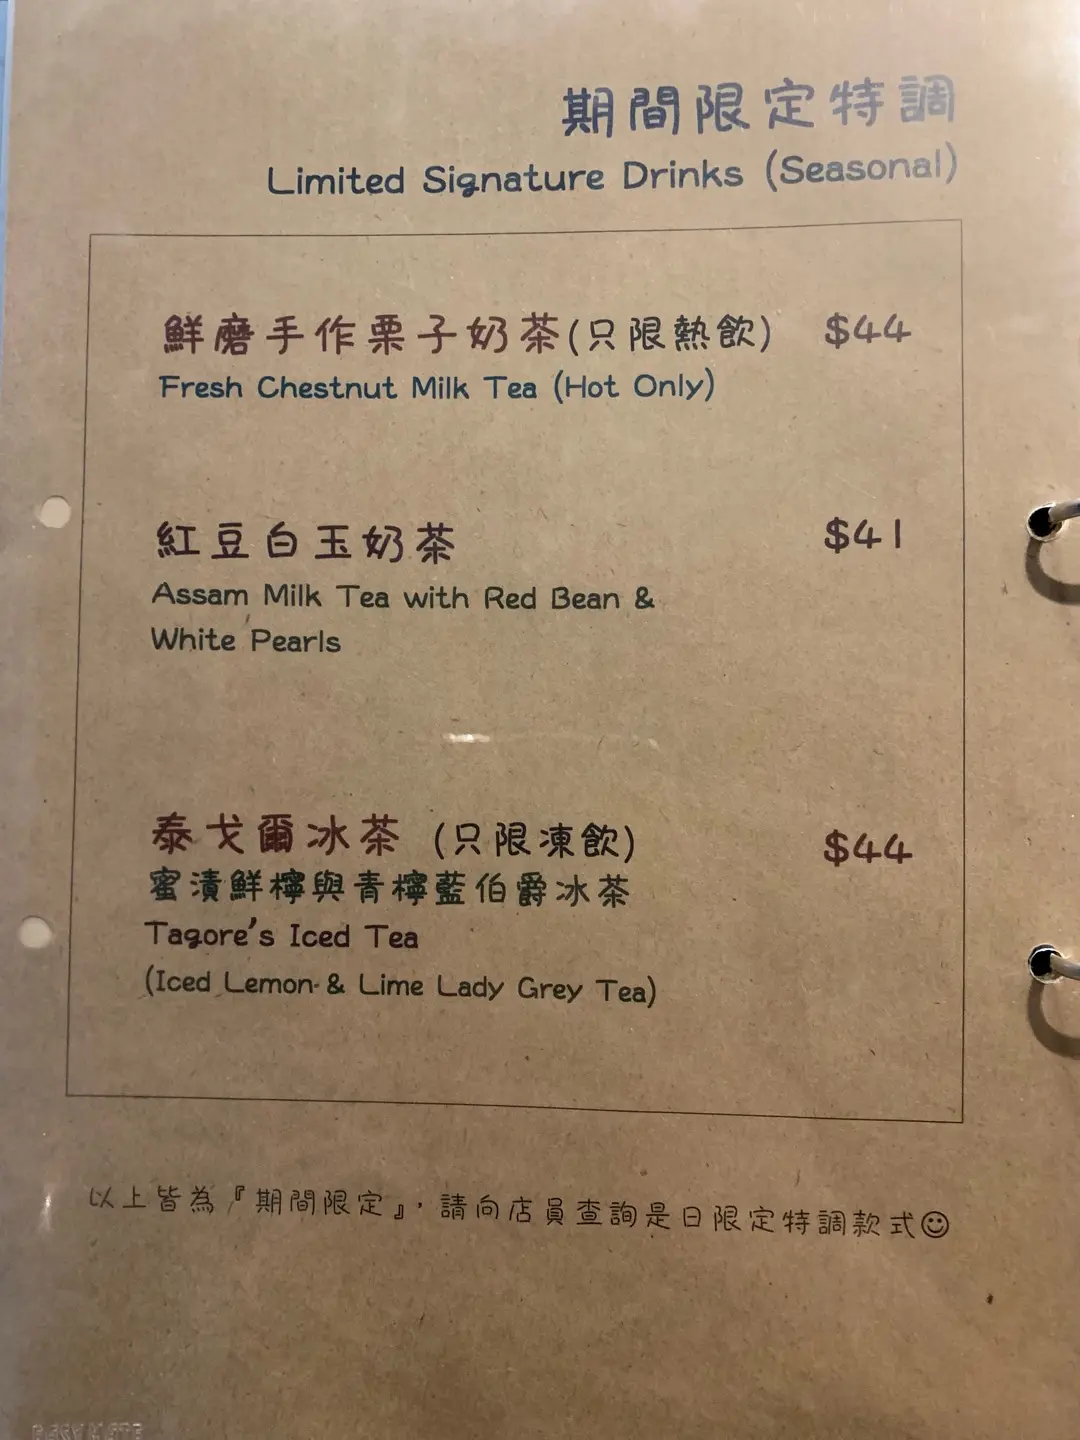 期間限定特調
Limited Signature Drinks (Seasonal)
鮮磨手作栗子奶茶(只限熱飲) $44
Fresh Chestnut Milk Tea (Hot Only)
紅豆白玉奶茶 $41
Assam Milk Tea with Red Bean &
White Pearls
泰戈爾冰茶 (只限凍飲) $44
蜜漬鮮檸與青檸藍伯爵冰茶
Tagore's Iced Tea
(Iced Lemon & Lime Lady Grey Tea)
以上皆為『期間限定』，請向店員查詢是日限定特調款式☺